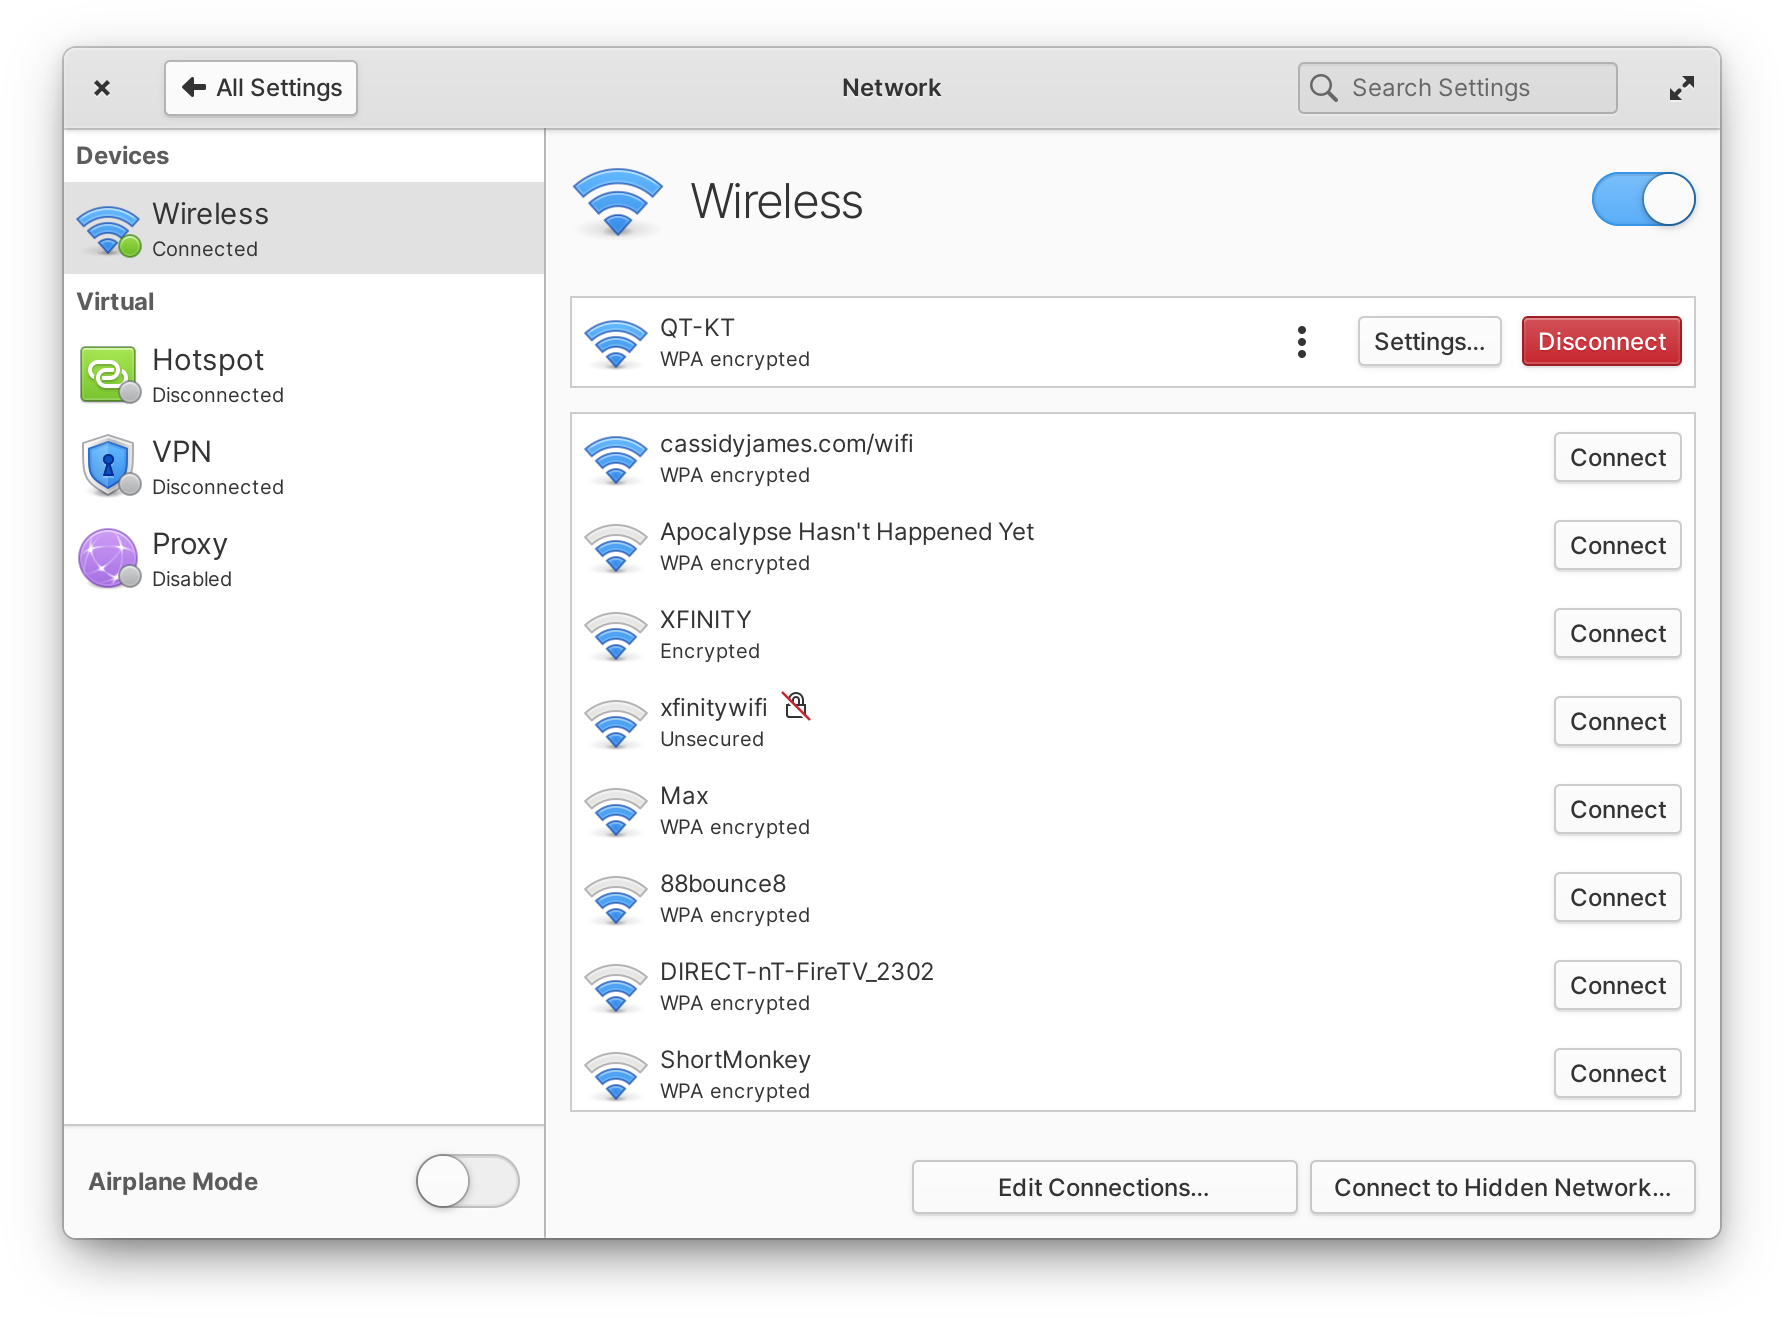 All Settings
Network
Search Settings
Devices
Wireless
Connected
Virtual
Hotspot
Disconnected
VPN
Disconnected
Proxy
Disabled
Airplane Mode
Wireless
QT-KT
WPA encrypted
Settings...
Disconnect
cassidyjames.com/wifi
WPA encrypted
Connect
Apocalypse Hasn't Happened Yet
WPA encrypted
Connect
XFINITY
Encrypted
Connect
xfinitywifi
Unsecured
Connect
Max
WPA encrypted
Connect
88bounce8
WPA encrypted
Connect
DIRECT-nT-FireTV_2302
WPA encrypted
Connect
ShortMonkey
WPA encrypted
Connect
Edit Connections...
Connect to Hidden Network...